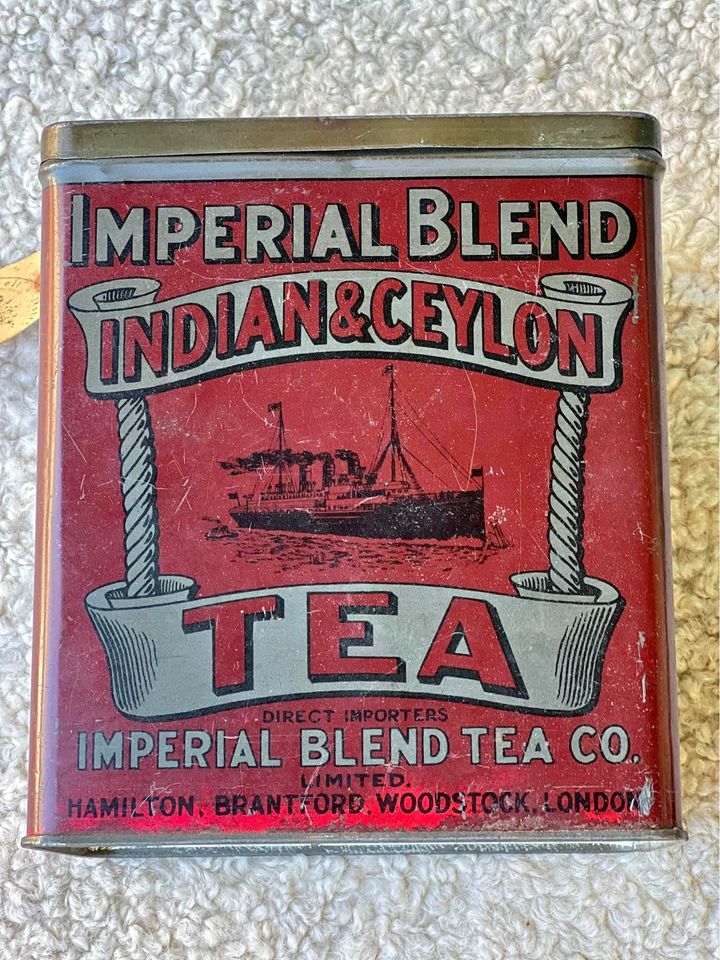 IMPERIAL BLEND
INDIAN & CEYLON
TEA
DIRECT IMPORTERS
IMPERIAL BLEND TEA CO.
LIMITED.
HAMILTON, BRANTFORD, WOODSTOCK, LONDON